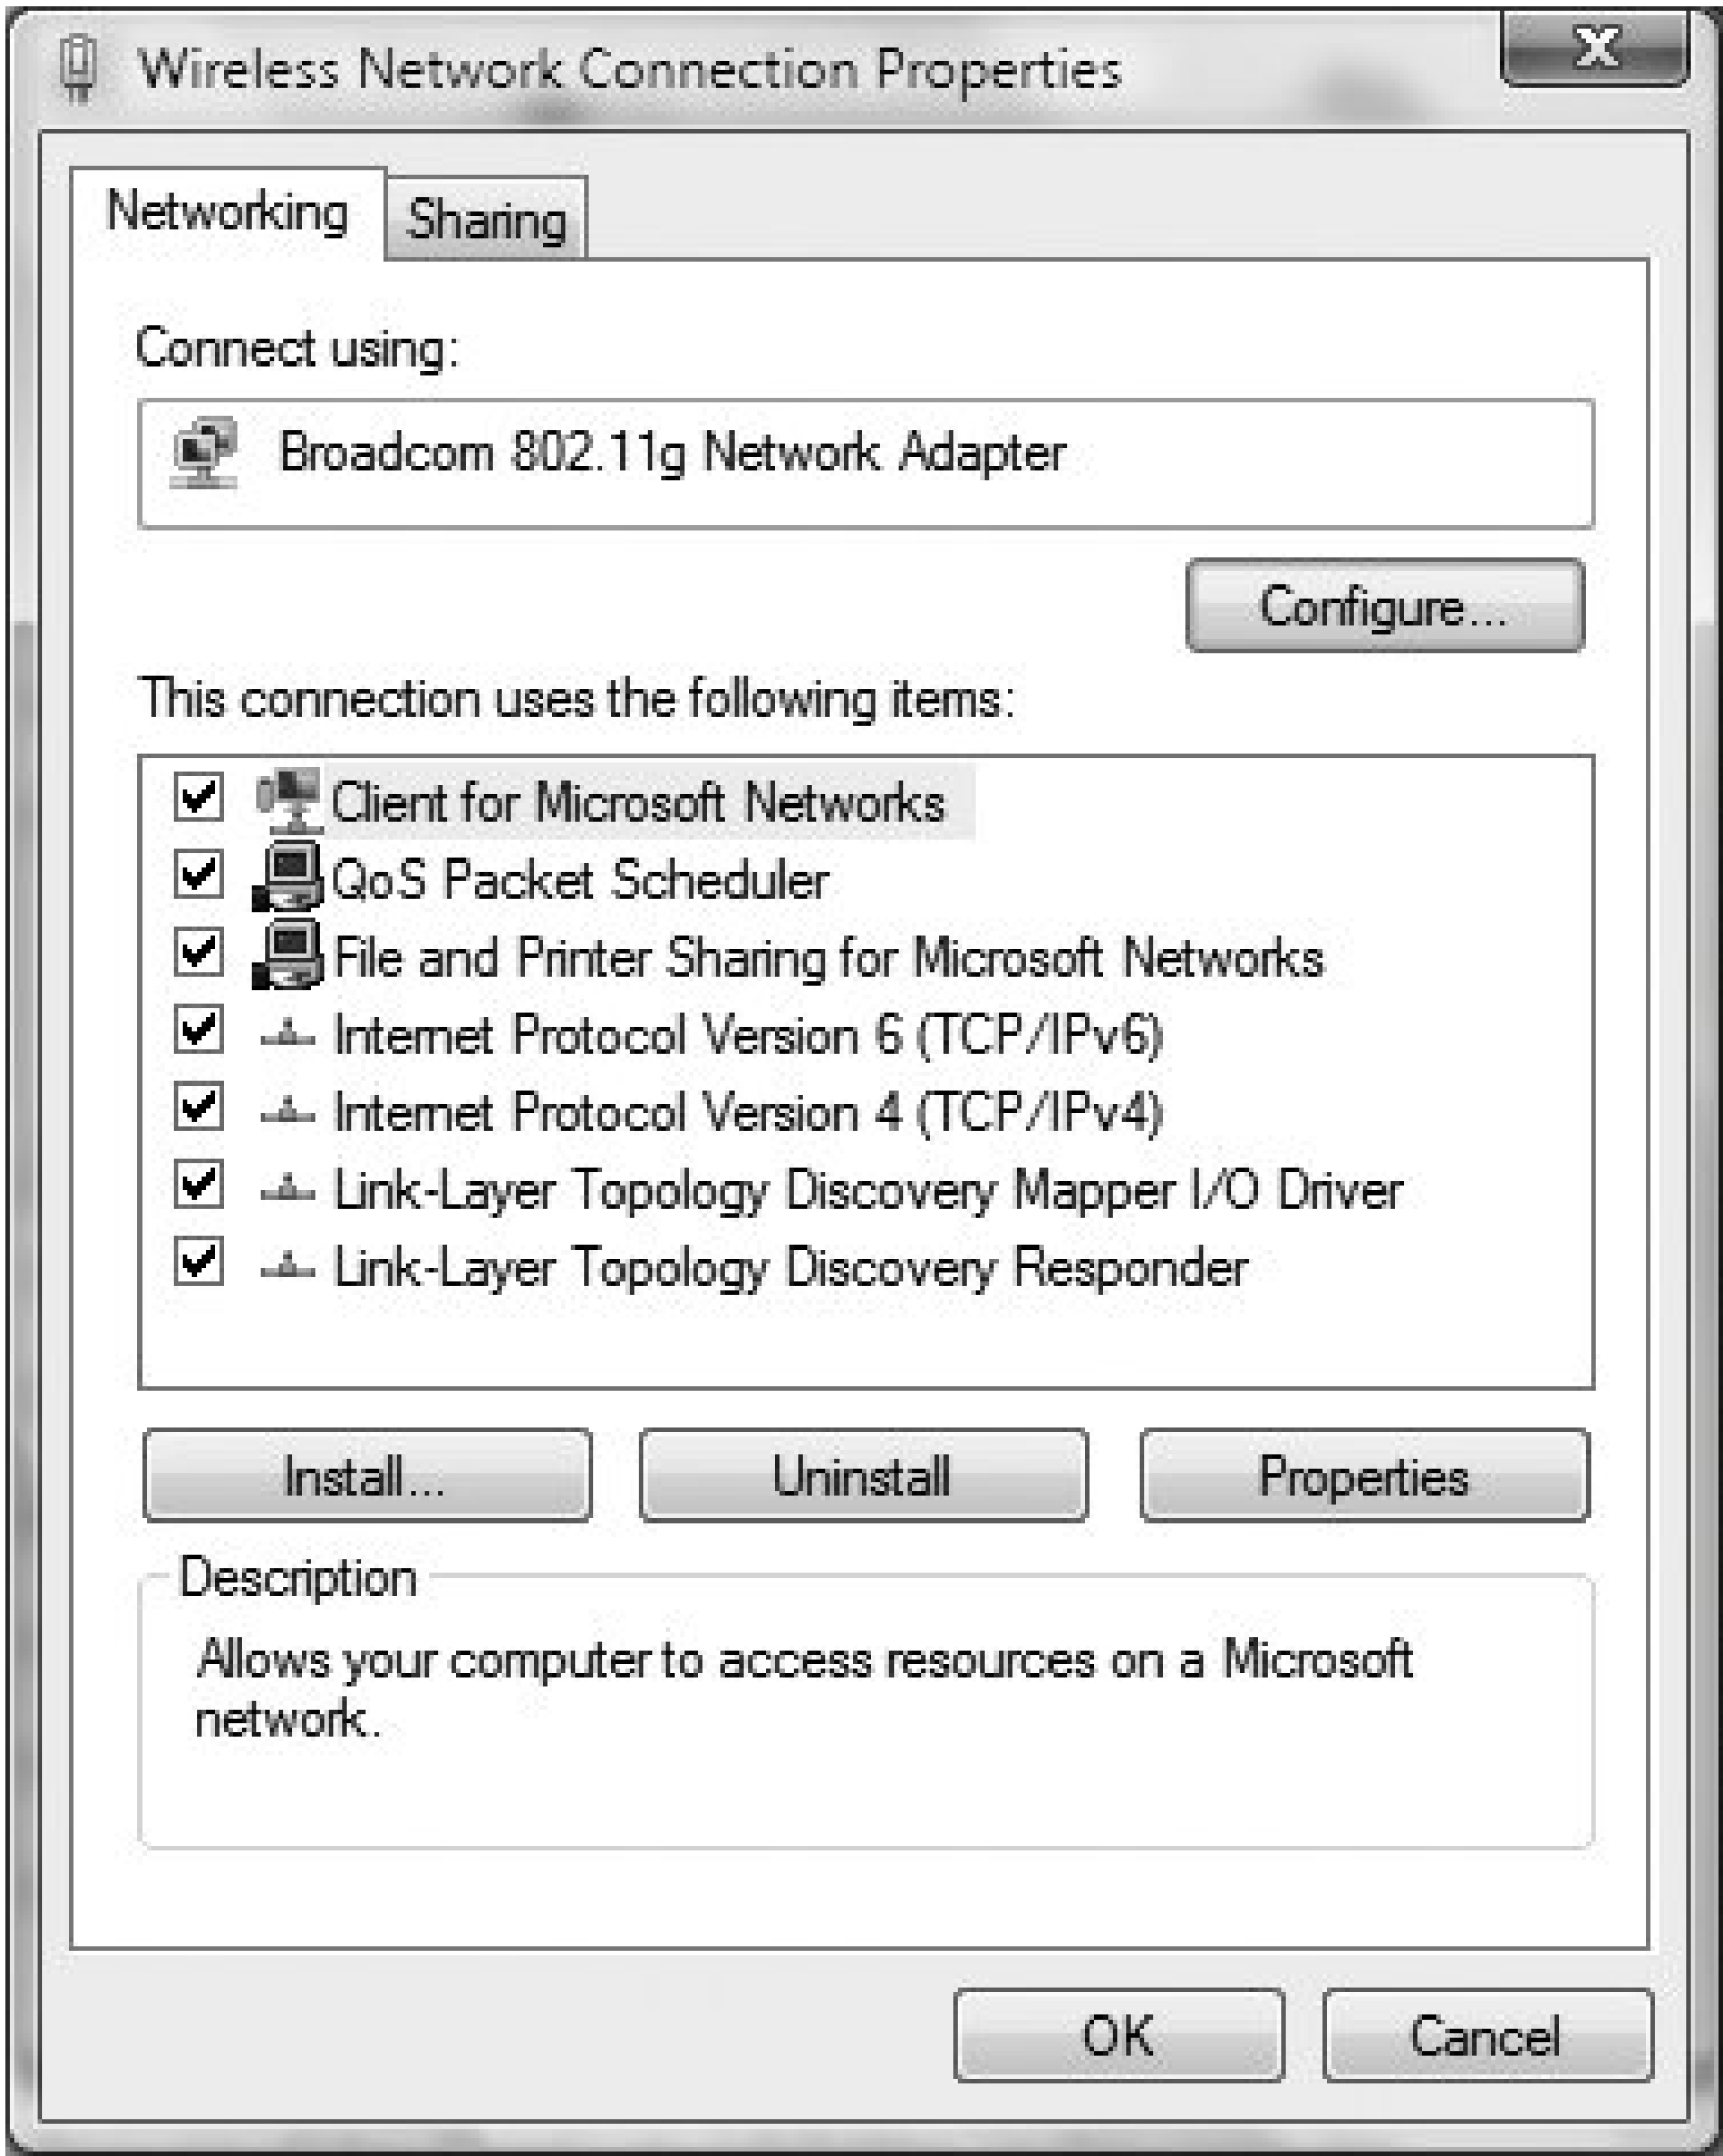 Wireless Network Connection Properties
Networking
Sharing
Connect using:
Broadcom 802.11g Network Adapter
Configure...
This connection uses the following items:
Client for Microsoft Networks
QoS Packet Scheduler
File and Printer Sharing for Microsoft Networks
Internet Protocol Version 6 (TCP/IPv6)
Internet Protocol Version 4 (TCP/IPv4)
Link-Layer Topology Discovery Mapper I/O Driver
Link-Layer Topology Discovery Responder
Install...
Uninstall
Properties
Description
Allows your computer to access resources on a Microsoft
network.
OK
Cancel